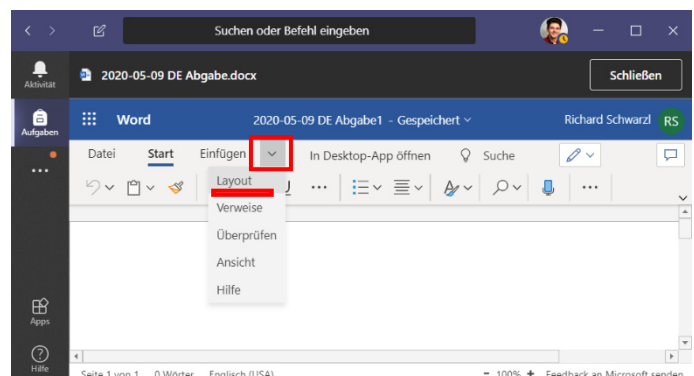 Suchen oder Befehl eingeben
Aktivität
2020-05-09 DE Abgabe.docx
Schließen
Aufgaben
Word
2020-05-09 DE Abgabe1 - Gespeichert
Richard Schwarzl
RS
Datei Start Einfügen In Desktop-App öffnen Suche
Layout
Verweise
Überprüfen
Ansicht
Hilfe
Apps
Hilfe
Seite 1 von 1 0 Wörter Englisch (USA) - 100% + Feedback an Microsoft senden